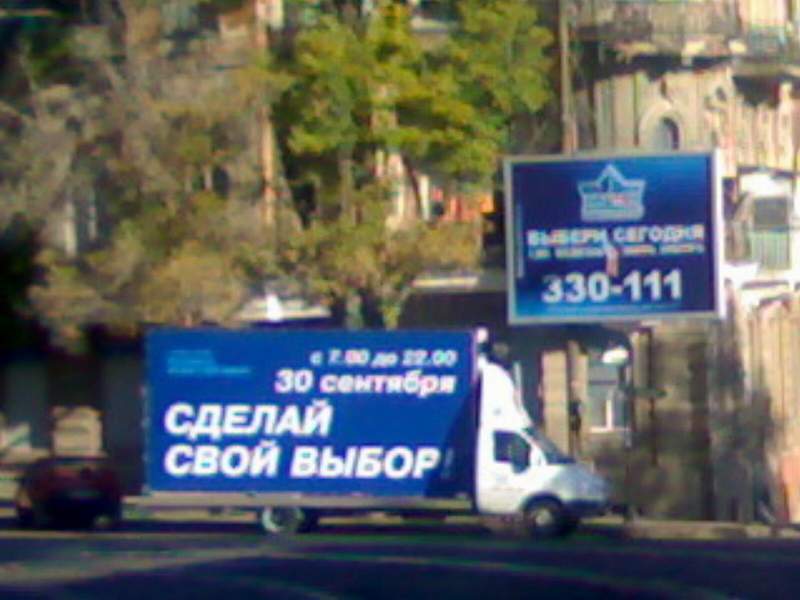 ВЫБЕРИ СЕГОДНЯ
330-111
с 7.00 до 22.00
30 сентября
СДЕЛАЙ
СВОЙ ВЫБОР!